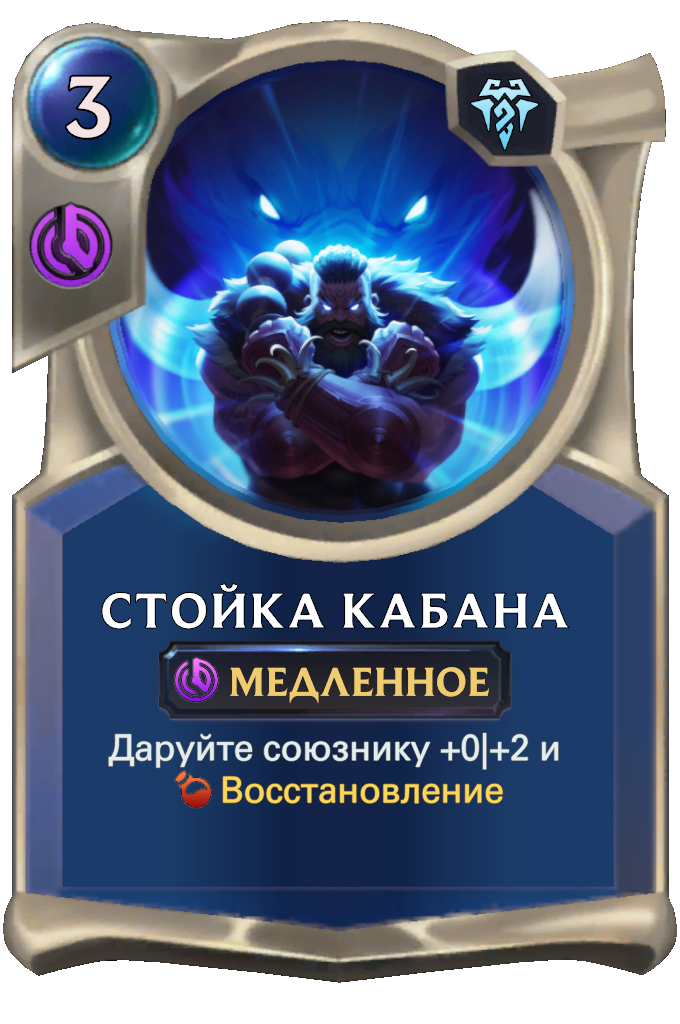 3
СТОЙКА КАБАНА
МЕДЛЕННОЕ
Даруйте союзнику +0|+2 и
Восстановление